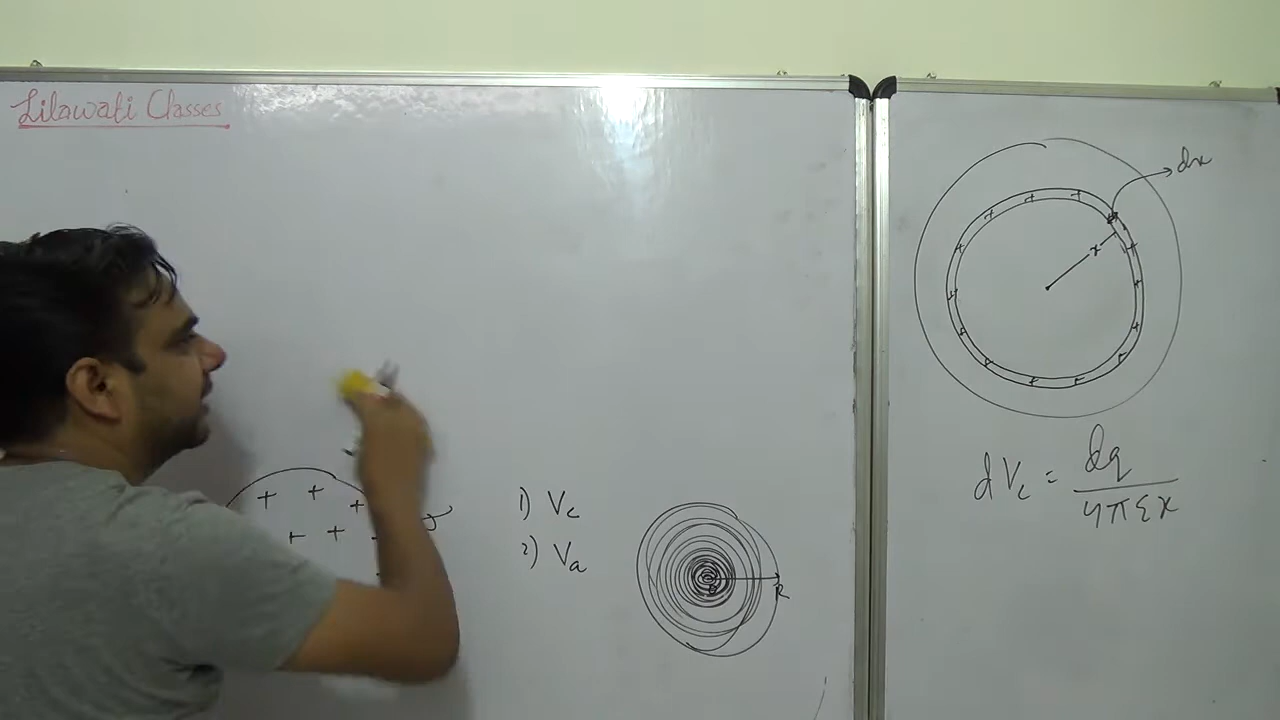 Lilawati Classes
1) Vc
2) Va
R
dx
x
dVc = dq / 4πεx